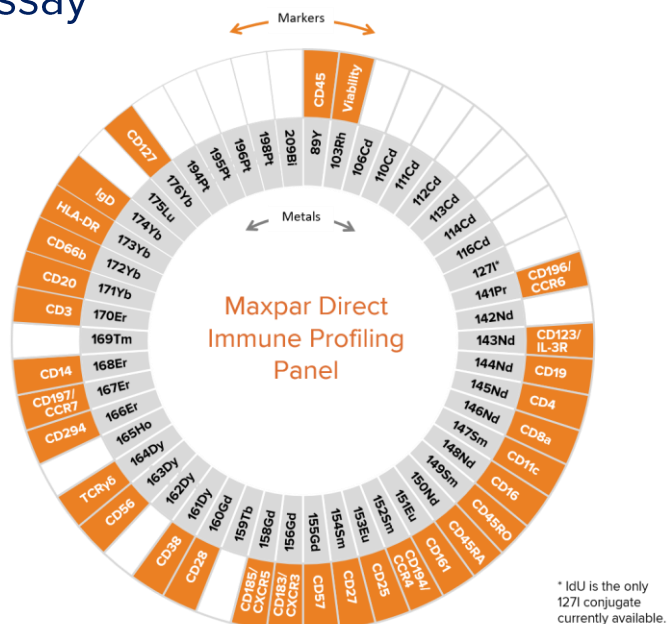 ssay
Markers
CD45
Viability
CD196/
CCR6
CD123/
IL-3R
CD19
CD4
CD8a
CD11c
CD16
CD45RO
CD45RA
CD161
CD194/
CCR4
CD25
CD27
CD57
CD183/
CXCR3
CD185/
CXCR5
CD28
CD38
CD56
TCRγδ
CD294
CD197/
CCR7
CD14
CD3
CD20
CD66b
HLA-DR
IgD
CD127
89Y
103Rh
106Cd
110Cd
111Cd
112Cd
113Cd
114Cd
116Cd
127I*
141Pr
142Nd
143Nd
144Nd
145Nd
146Nd
147Sm
148Nd
149Sm
150Nd
151Eu
152Sm
153Eu
154Sm
155Gd
156Gd
158Gd
159Tb
160Gd
161Dy
162Dy
163Dy
164Dy
165Ho
166Er
167Er
168Er
169Tm
170Er
171Yb
172Yb
173Yb
174Yb
175Lu
176Yb
194Pt
195Pt
196Pt
198Pt
209Bi
Metals
Maxpar Direct
Immune Profiling
Panel
* IdU is the only
127I conjugate
currently available.